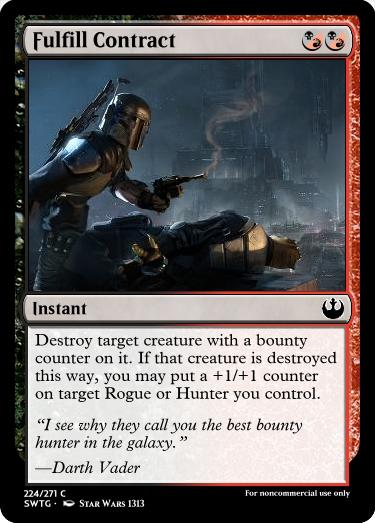 Fulfill Contract
Instant
Destroy target creature with a bounty
counter on it. If that creature is destroyed
this way, you may put a +1/+1 counter
on target Rogue or Hunter you control.
"I see why they call you the best bounty
hunter in the galaxy."
—Darth Vader
224/271 C
For noncommercial use only
SWTG · Star Wars 1313